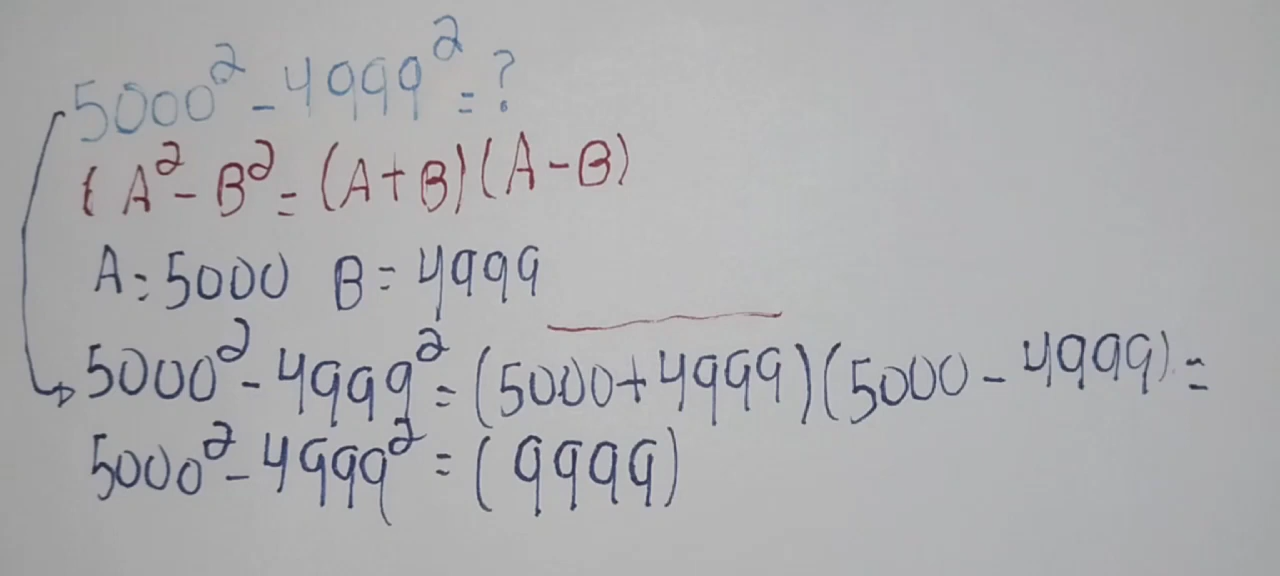 5000² - 4999² = ?
{ A² - B² = (A + B)(A - B)
A = 5000 B = 4999
5000² - 4999² = (5000 + 4999)(5000 - 4999) =
5000² - 4999² = (9999)